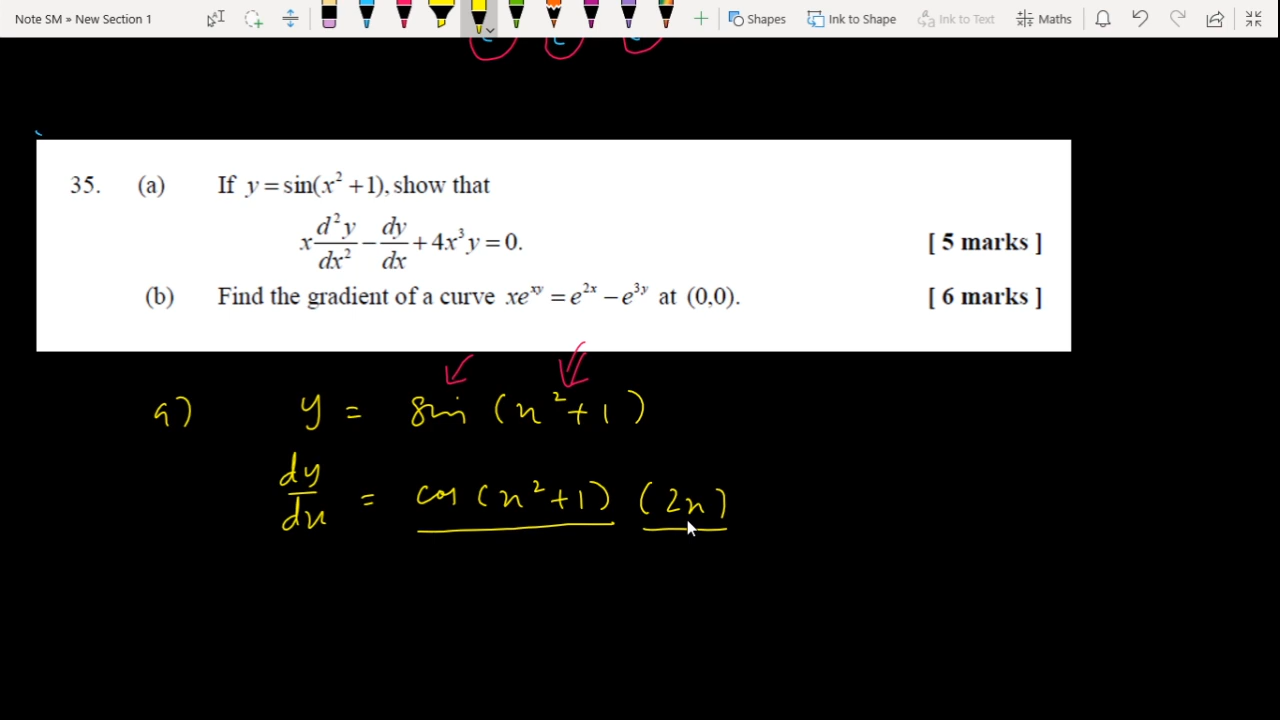 Note SM » New Section 1
Shapes
Ink to Shape
Ink to Text
Maths
35. (a) If y = sin(x² + 1), show that
x d²y/dx² − dy/dx + 4x³y = 0. [ 5 marks ]
(b) Find the gradient of a curve xe^{xy} = e^{2x} − e^{3y} at (0,0). [ 6 marks ]
a) y = sin (x² + 1)
dy/dx = cos (x² + 1) (2x)